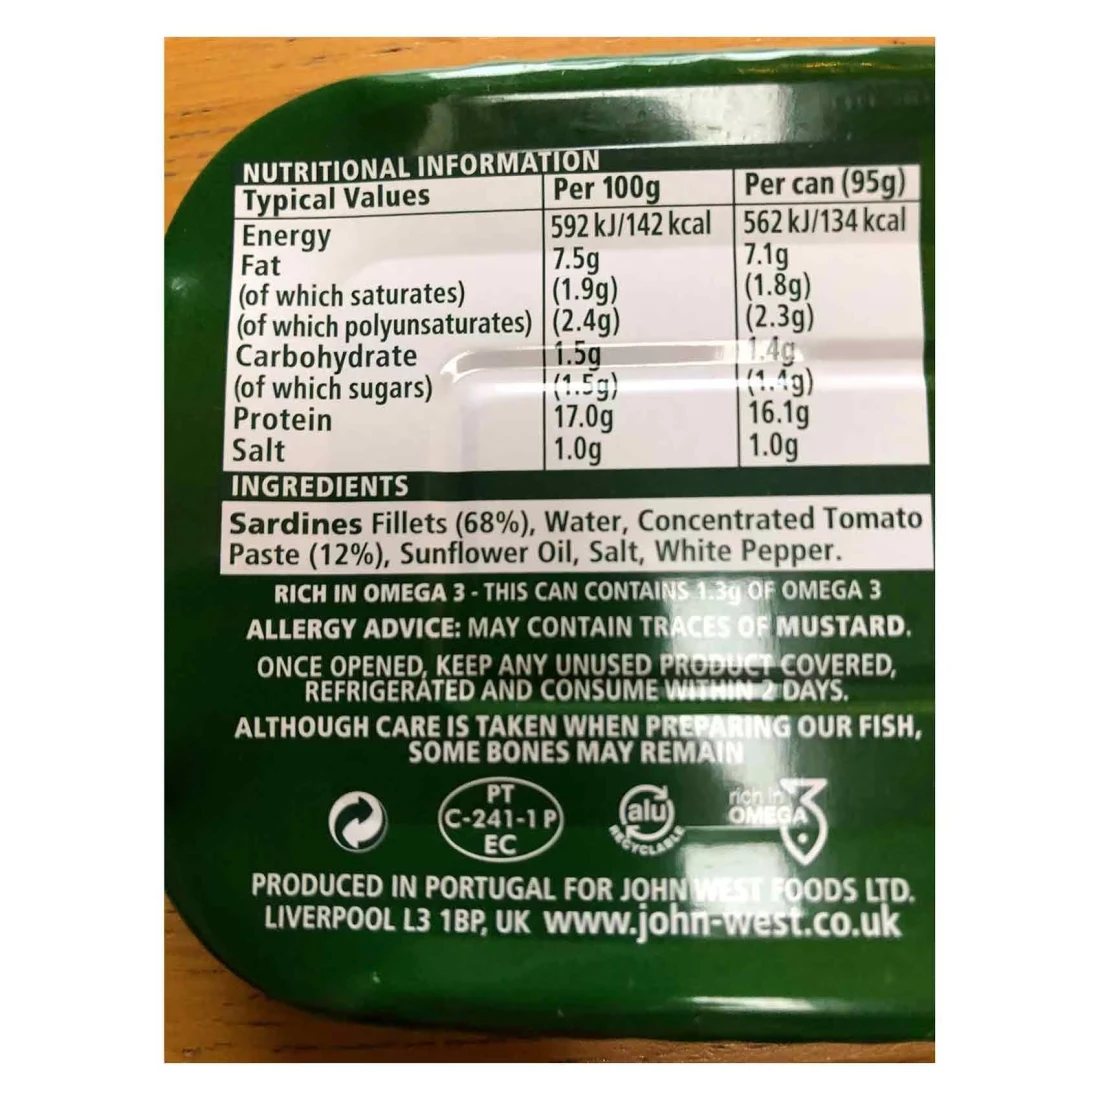 NUTRITIONAL INFORMATION
Typical Values Per 100g Per can (95g)
Energy 592 kJ/142 kcal 562 kJ/134 kcal
Fat 7.5g 7.1g
(of which saturates) (1.9g) (1.8g)
(of which polyunsaturates) (2.4g) (2.3g)
Carbohydrate 1.5g 1.4g
(of which sugars) (1.5g) (1.4g)
Protein 17.0g 16.1g
Salt 1.0g 1.0g
INGREDIENTS
Sardines Fillets (68%), Water, Concentrated Tomato
Paste (12%), Sunflower Oil, Salt, White Pepper.
RICH IN OMEGA 3 - THIS CAN CONTAINS 1.3g OF OMEGA 3
ALLERGY ADVICE: MAY CONTAIN TRACES OF MUSTARD.
ONCE OPENED, KEEP ANY UNUSED PRODUCT COVERED,
REFRIGERATED AND CONSUME WITHIN 2 DAYS.
ALTHOUGH CARE IS TAKEN WHEN PREPARING OUR FISH,
SOME BONES MAY REMAIN
PT
C-241-1 P
EC
alu
RECYCLABLE
rich in
OMEGA 3
PRODUCED IN PORTUGAL FOR JOHN WEST FOODS LTD.
LIVERPOOL L3 1BP, UK www.john-west.co.uk